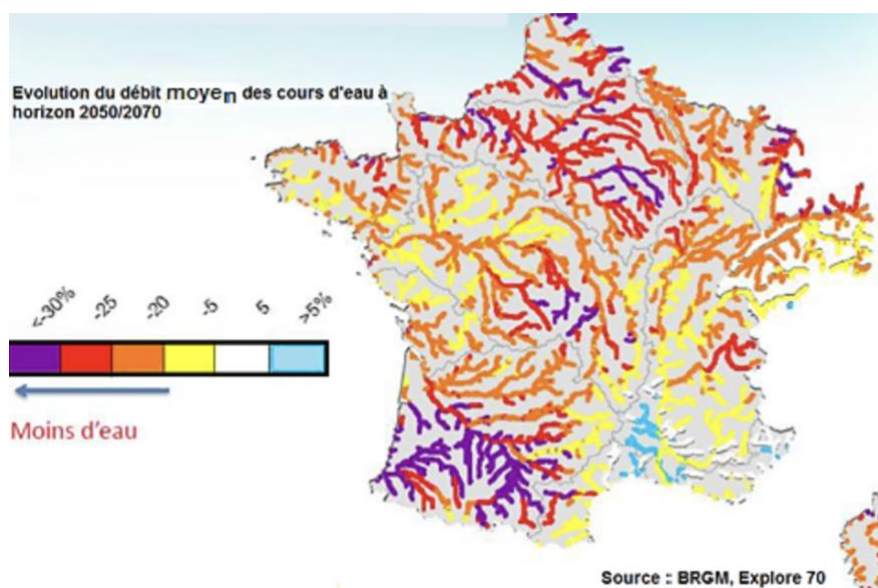 Evolution du débit moyen des cours d'eau à
horizon 2050/2070
<-30%
-25
-20
-5
5
>5%
Moins d'eau
Source :: BRGM, Explore 70